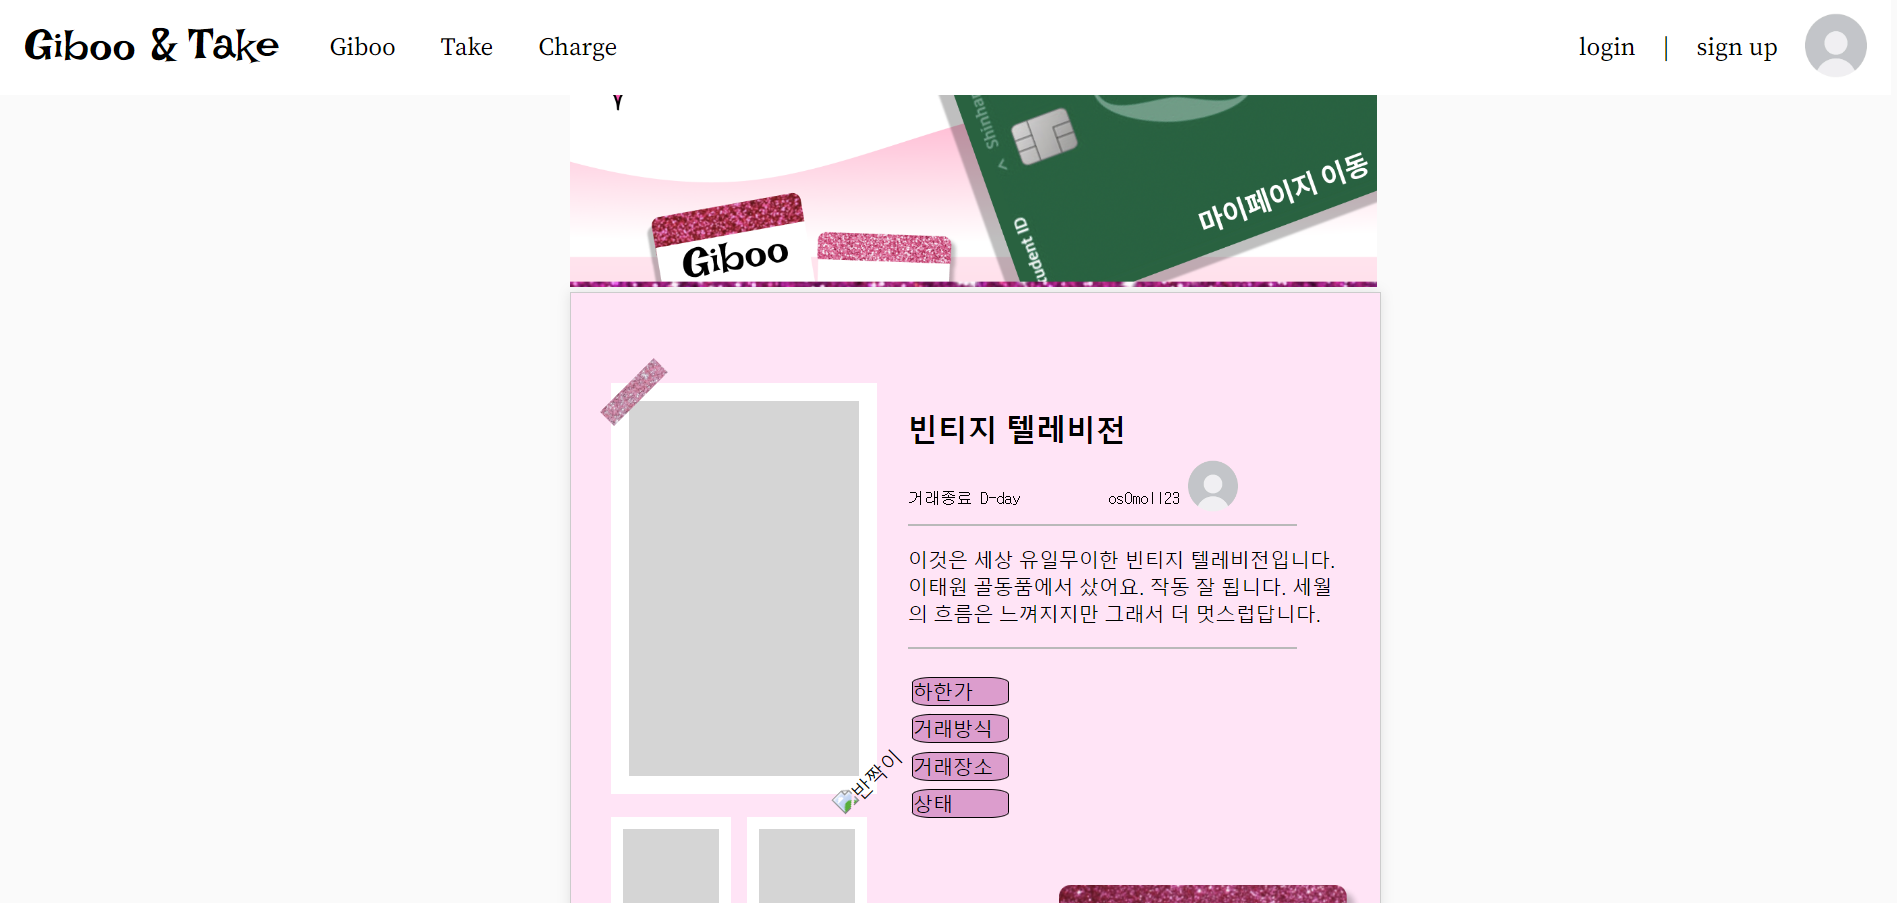 Giboo & Take
Giboo
Take
Charge
login
|
sign up
Shinhan
마이페이지 이동
tudent ID
Giboo
빈티지 텔레비전
거래종료 D-day
os0moll23
이것은 세상 유일무이한 빈티지 텔레비전입니다.
이태원 골동품에서 샀어요. 작동 잘 됩니다. 세월
의 흐름은 느껴지지만 그래서 더 멋스럽답니다.
하한가
거래방식
반짝이
거래장소
상태